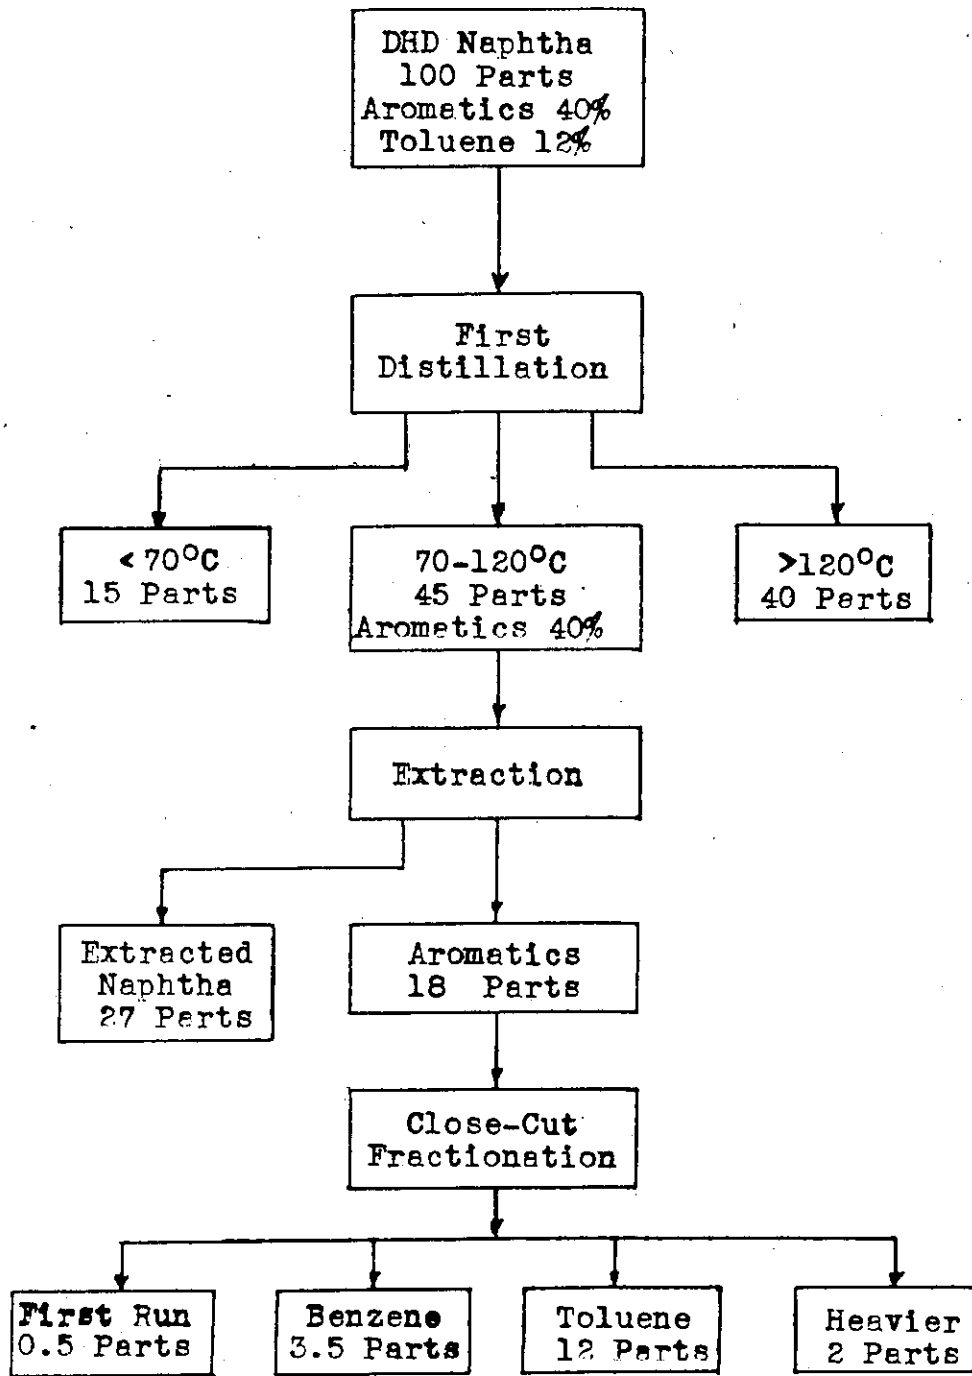 DHD Naphtha
100 Parts
Aromatics 40%
Toluene 12%
First
Distillation
< 70°C
15 Parts
70-120°C
45 Parts
Aromatics 40%
>120°C
40 Parts
Extraction
Extracted
Naphtha
27 Parts
Aromatics
18 Parts
Close-Cut
Fractionation
First Run
0.5 Parts
Benzene
3.5 Parts
Toluene
12 Parts
Heavier
2 Parts